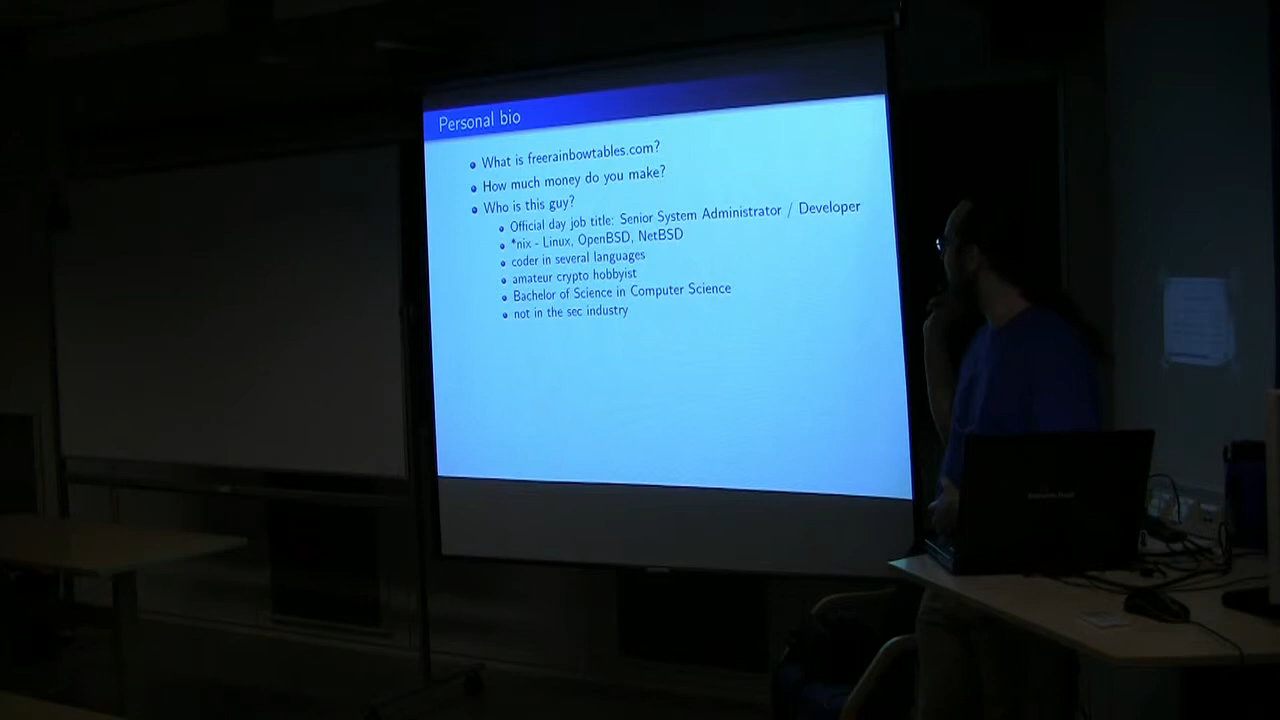 Personal bio
What is freerainbowtables.com?
How much money do you make?
Who is this guy?
Official day job title: Senior System Administrator / Developer
*nix - Linux, OpenBSD, NetBSD
coder in several languages
amateur crypto hobbyist
Bachelor of Science in Computer Science
not in the sec industry